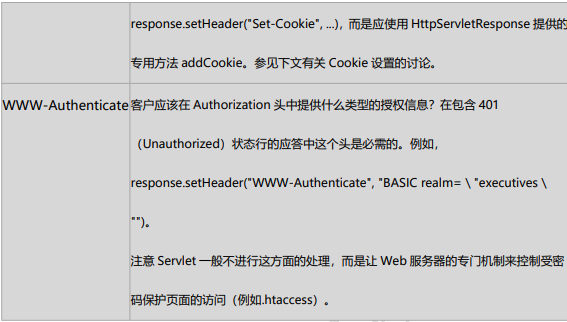 response.setHeader("Set-Cookie", ...)，而是应使用 HttpServletResponse 提供的
专用方法 addCookie。参见下文有关 Cookie 设置的讨论。
WWW-Authenticate
客户应该在 Authorization 头中提供什么类型的授权信息？在包含 401
（Unauthorized）状态行的应答中这个头是必需的。例如，
response.setHeader("WWW-Authenticate", "BASIC realm= \ "executives \
"")。
注意 Servlet 一般不进行这方面的处理，而是让 Web 服务器的专门机制来控制受密
码保护页面的访问（例如.htaccess）。